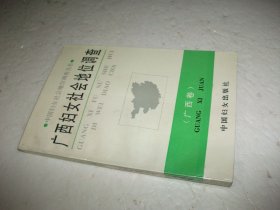 广西妇女社会地位调查
GUANG XI FU NÜ SHE HUI
DI WEI DIAO CHA
（广西卷）
GUANG XI JUAN
中国妇女出版社